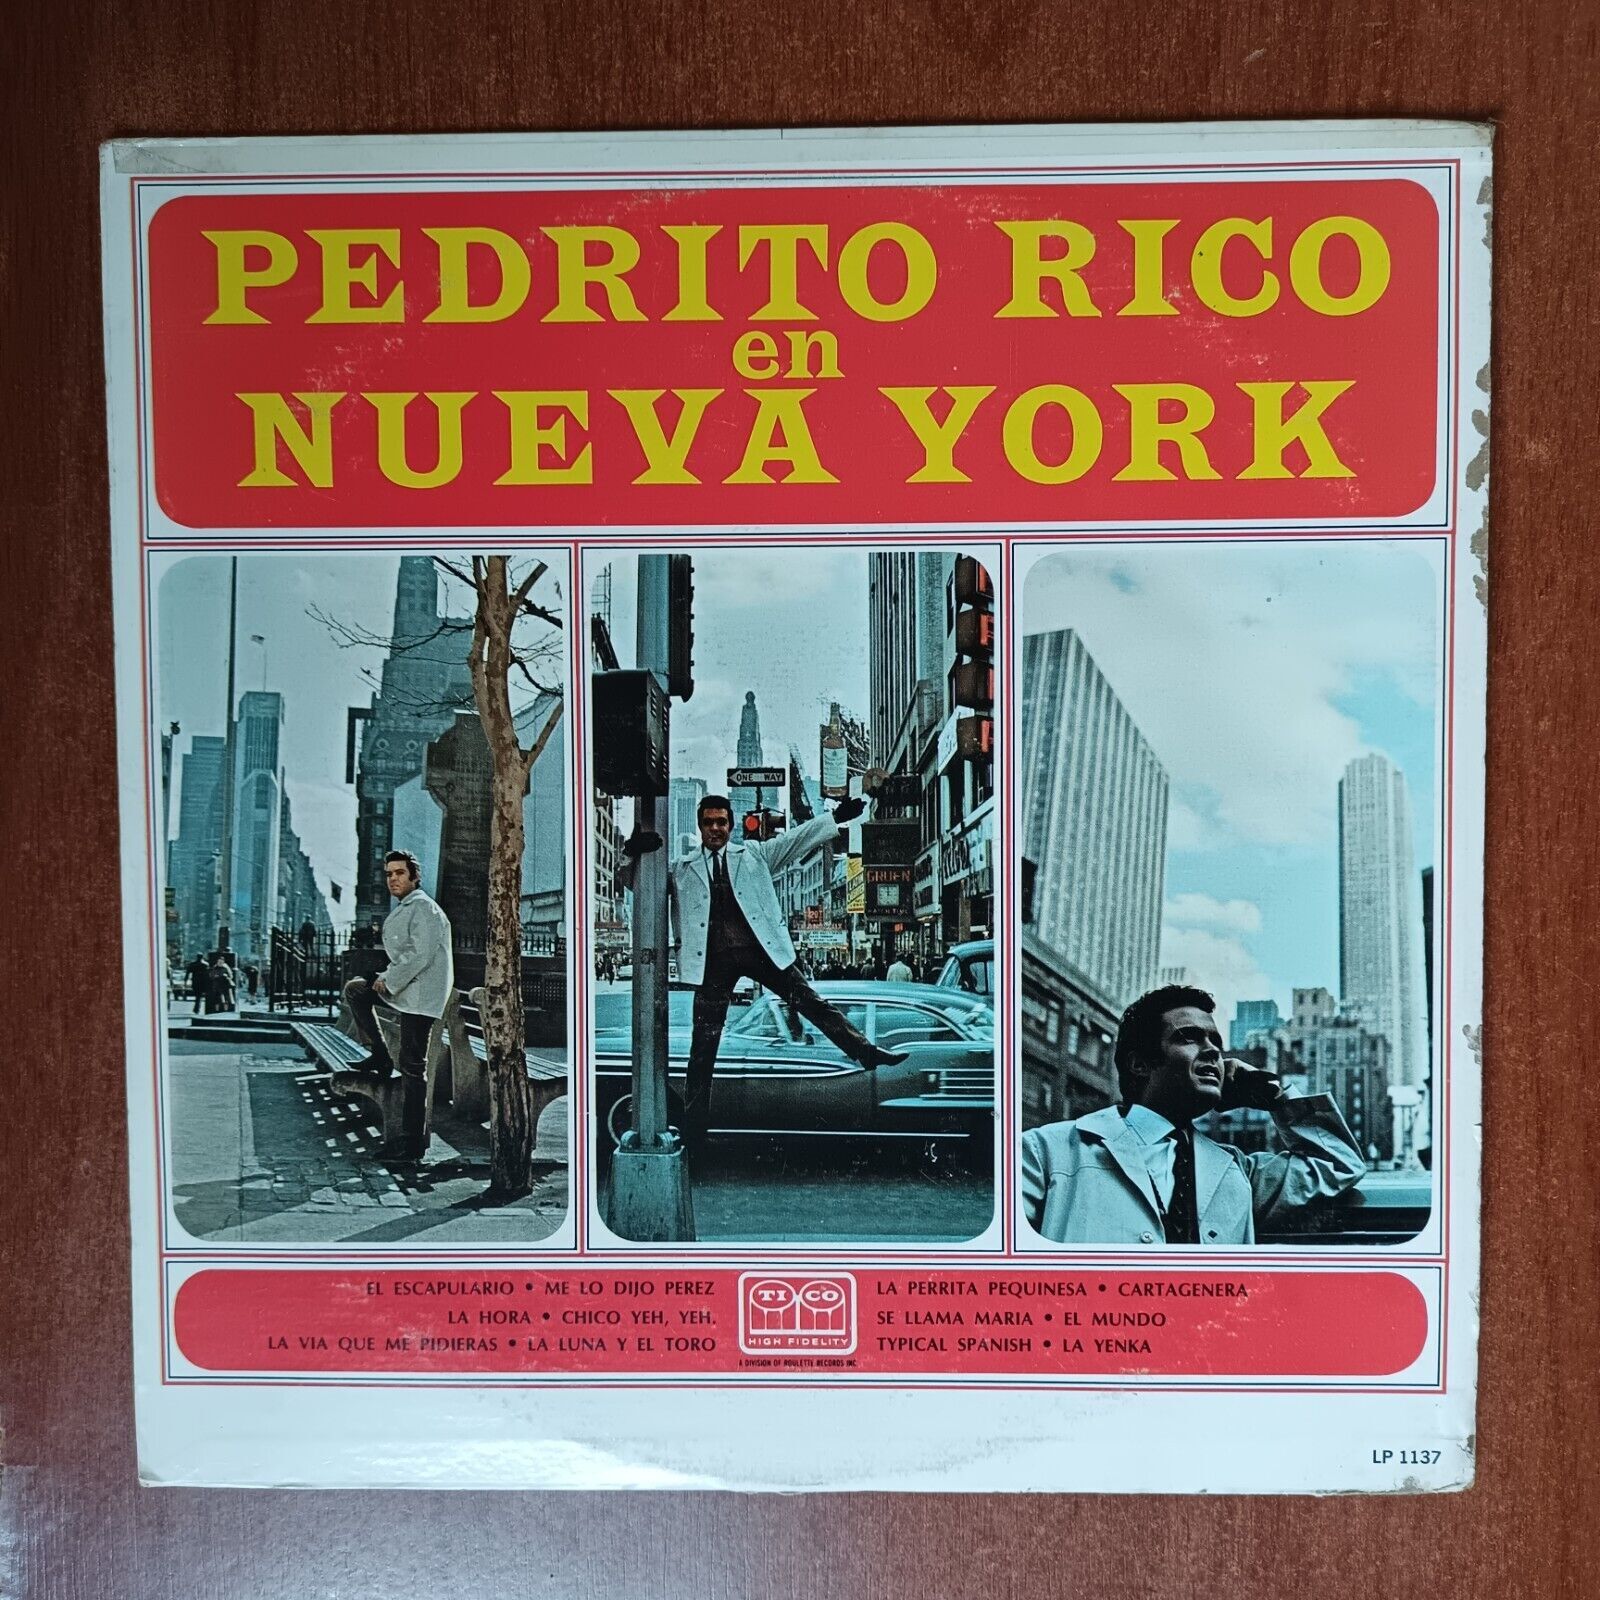 PEDRITO RICO
en
NUEVA YORK
ONE WAY
GRUEN
EL ESCAPULARIO • ME LO DIJO PEREZ
LA HORA • CHICO YEH, YEH.
LA VIA QUE ME PIDIERAS • LA LUNA Y EL TORO
TICO
HIGH FIDELITY
A DIVISION OF ROULETTE RECORDS INC
LA PERRITA PEQUINESA • CARTAGENERA
SE LLAMA MARIA • EL MUNDO
TYPICAL SPANISH • LA YENKA
LP 1137